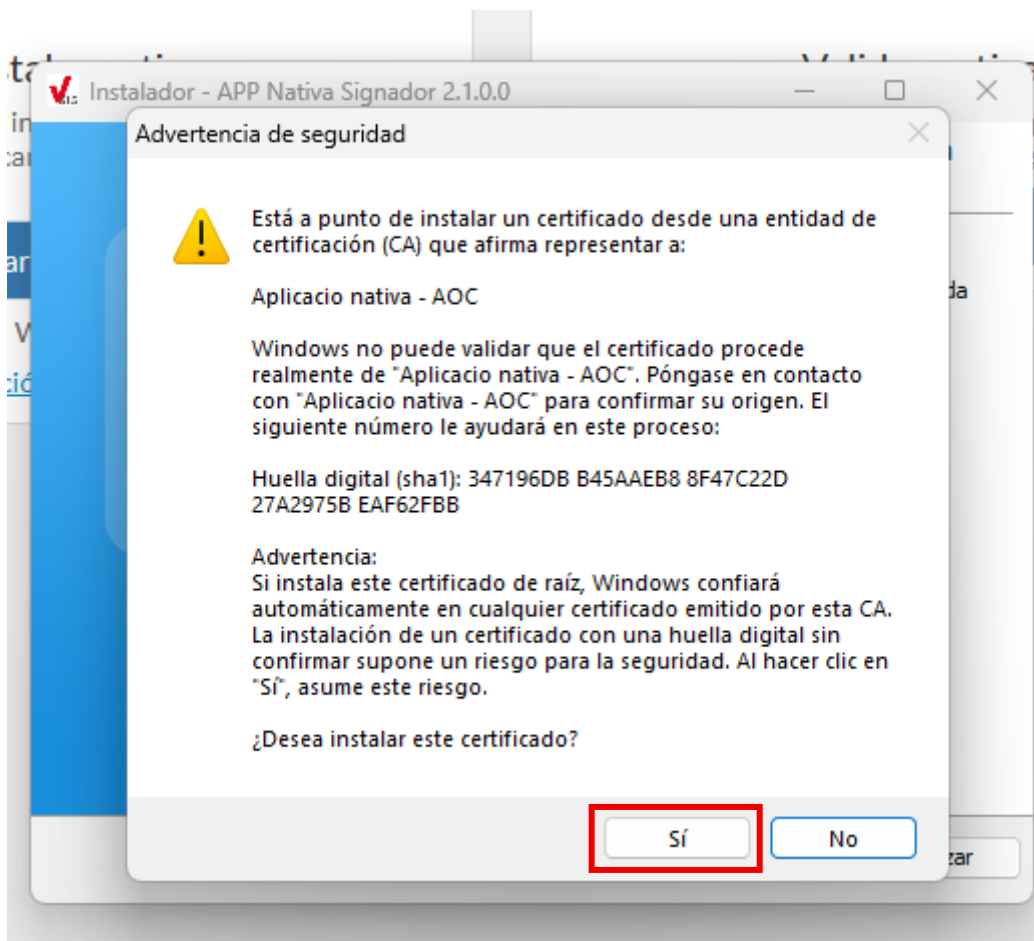 Instalador - APP Nativa Signador 2.1.0.0
Advertencia de seguridad
Está a punto de instalar un certificado desde una entidad de
certificación (CA) que afirma representar a:
Aplicacio nativa - AOC
Windows no puede validar que el certificado procede
realmente de "Aplicacio nativa - AOC". Póngase en contacto
con "Aplicacio nativa - AOC" para confirmar su origen. El
siguiente número le ayudará en este proceso:
Huella digital (sha1): 347196DB B45AAEB8 8F47C22D
27A2975B EAF62FBB
Advertencia:
Si instala este certificado de raíz, Windows confiará
automáticamente en cualquier certificado emitido por esta CA.
La instalación de un certificado con una huella digital sin
confirmar supone un riesgo para la seguridad. Al hacer clic en
"Sí", asume este riesgo.
¿Desea instalar este certificado?
Sí
No